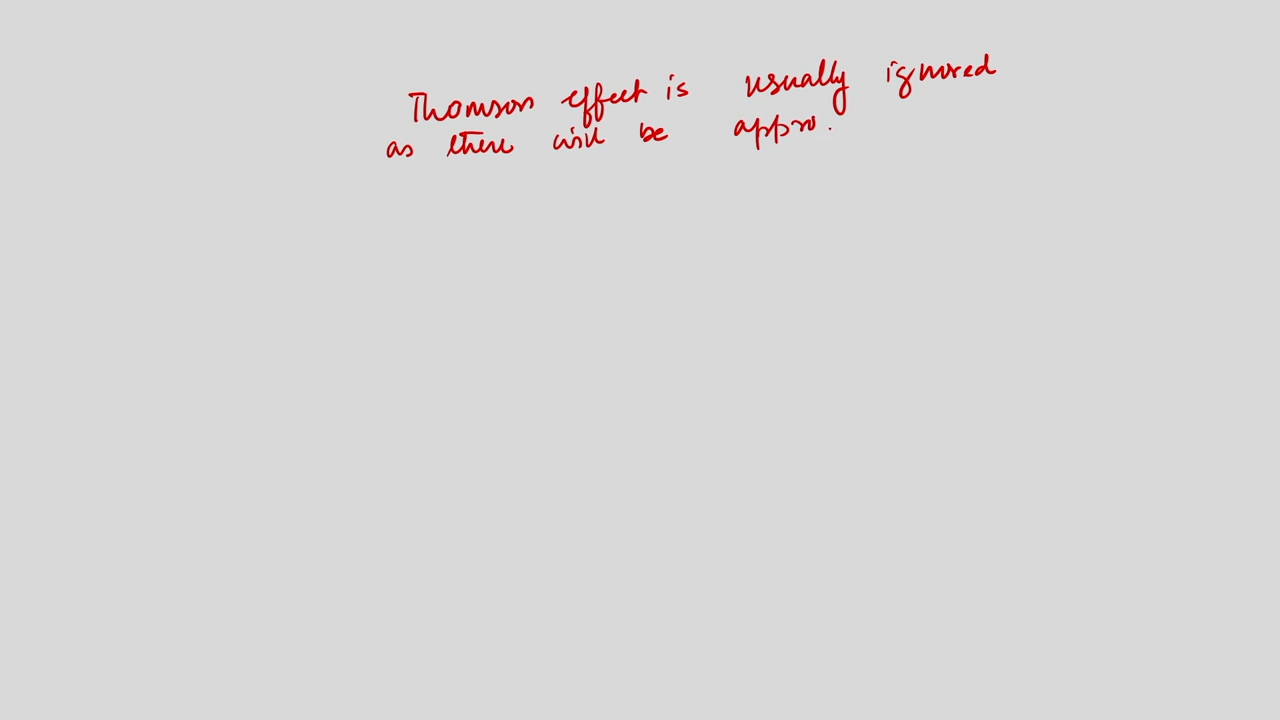 Thomson effect is usually ignored
as there will be appro.